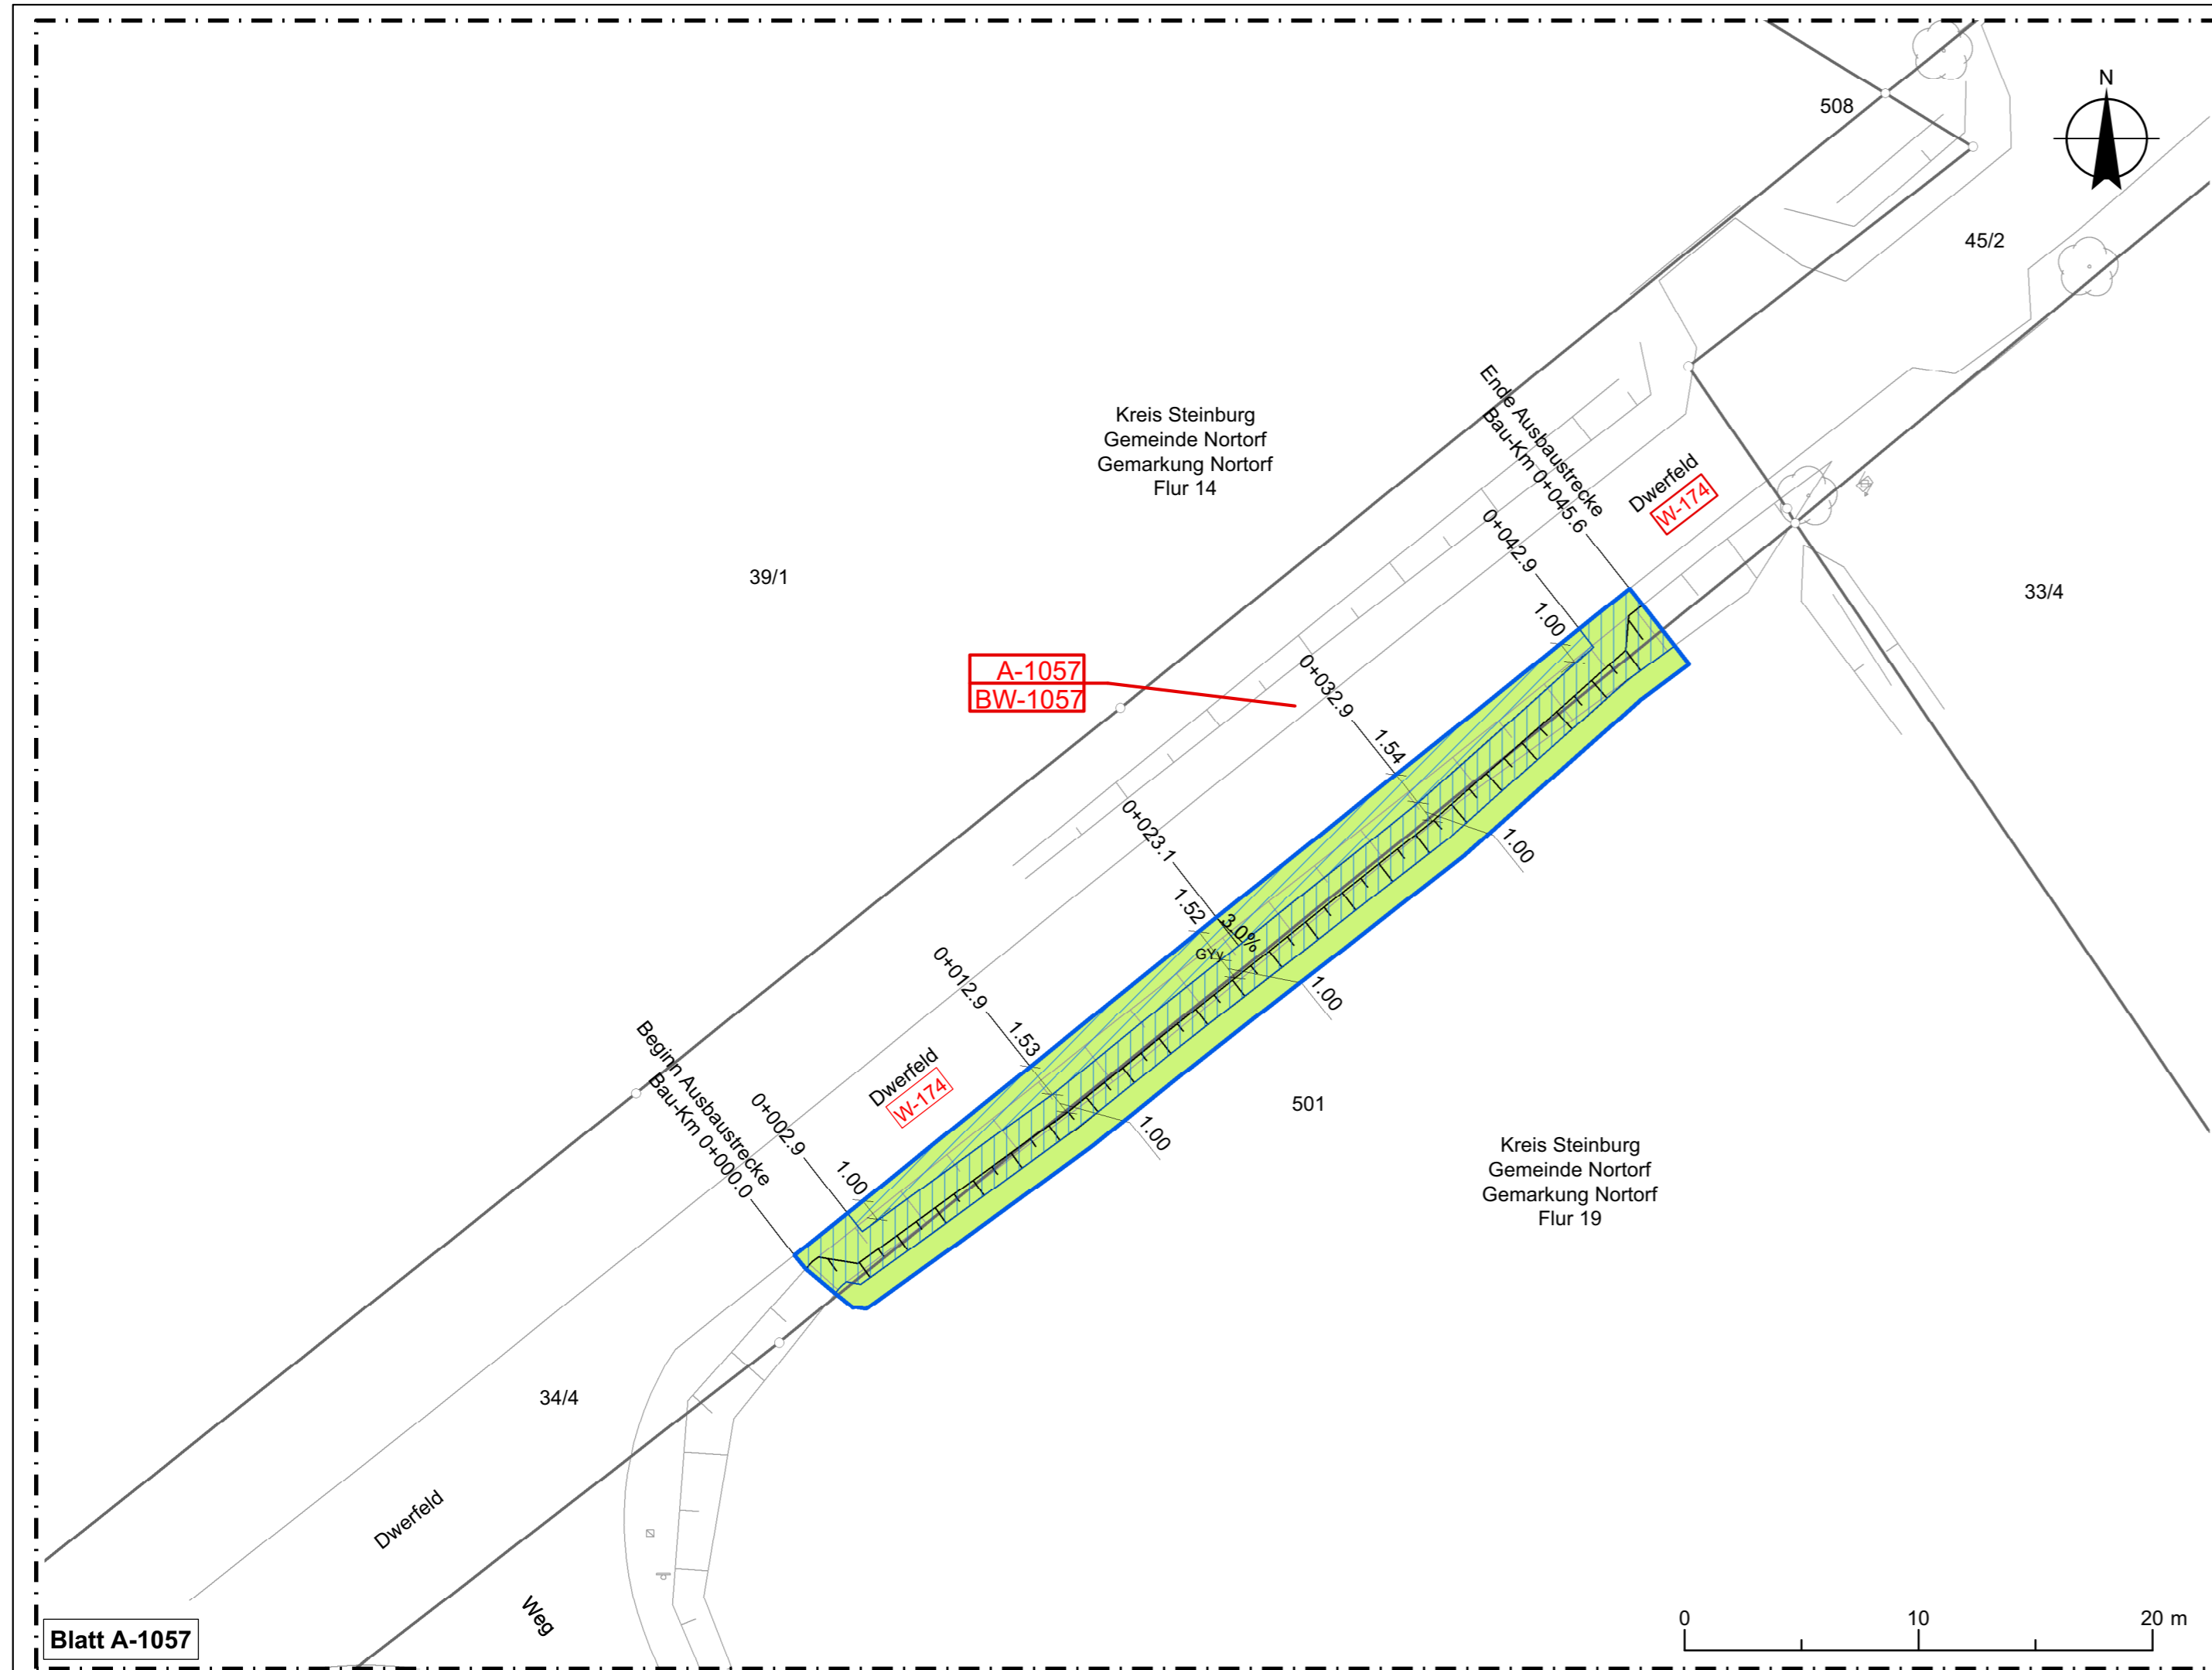 N
508
45/2
Kreis Steinburg
Gemeinde Nortorf
Gemarkung Nortorf
Flur 14
Ende Ausbaustrecke
Bau-Km 0+045.6
Dwerfeld
W-174
0+042.9
1.00
39/1
33/4
A-1057
BW-1057
0+032.9
1.54
1.00
0+023.1
1.52
3.0%
GYy
1.00
0+012.9
1.53
1.00
Dwerfeld
W-174
501
Beginn Ausbaustrecke
Bau-Km 0+000.0
0+002.9
1.00
Kreis Steinburg
Gemeinde Nortorf
Gemarkung Nortorf
Flur 19
34/4
Dwerfeld
Weg
Blatt A-1057
0 10 20 m